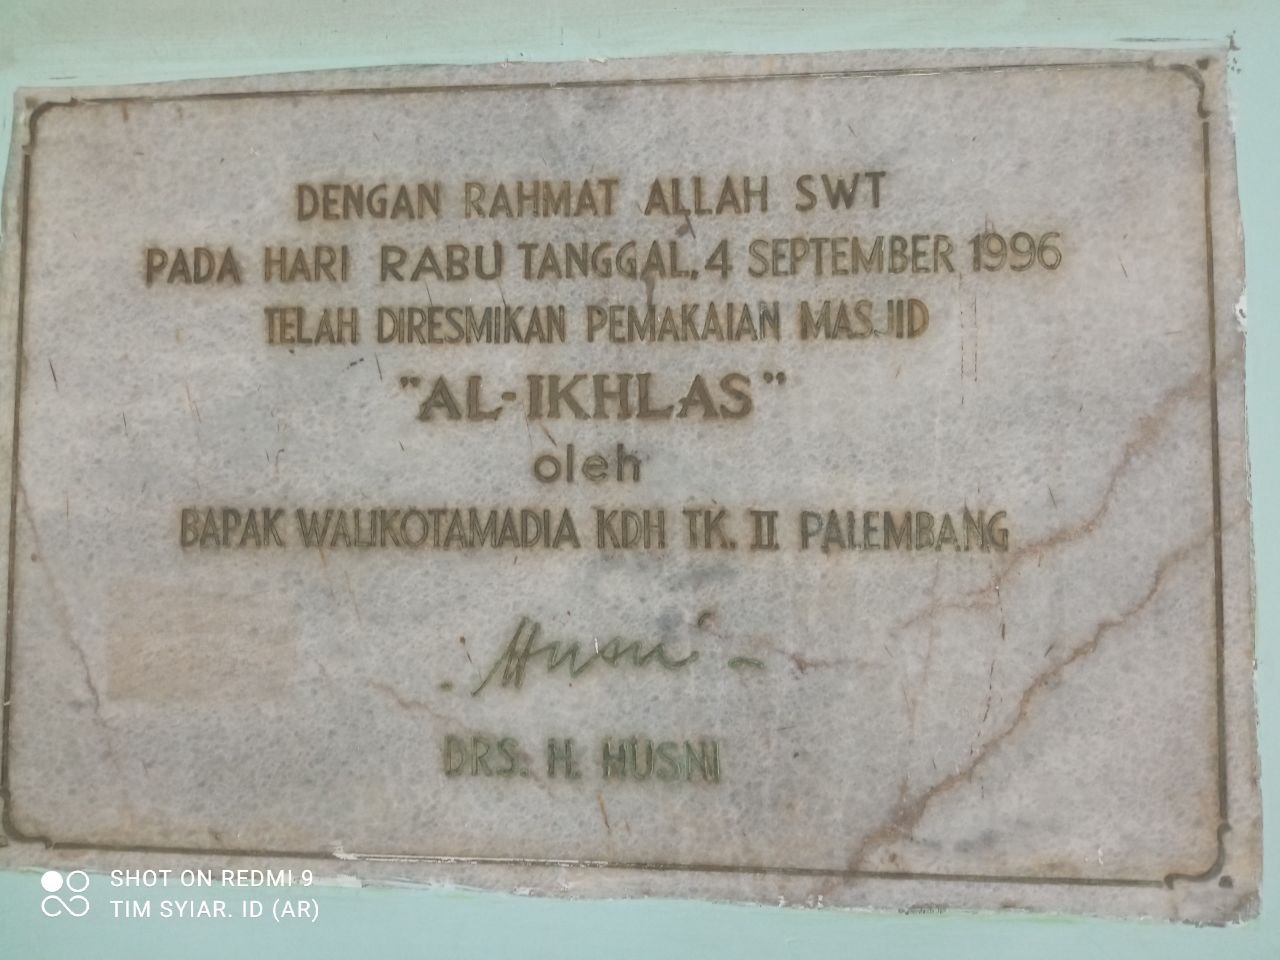 DENGAN RAHMAT ALLAH SWT
PADA HARI RABU TANGGAL, 4 SEPTEMBER 1996
TELAH DIRESMIKAN PEMAKAIAN MASJID
"AL-IKHLAS"
oleh
BAPAK WALIKOTAMADIA KDH TK. II PALEMBANG
Husni
DRS. H. HUSNI
SHOT ON REDMI 9
TIM SYIAR. ID (AR)